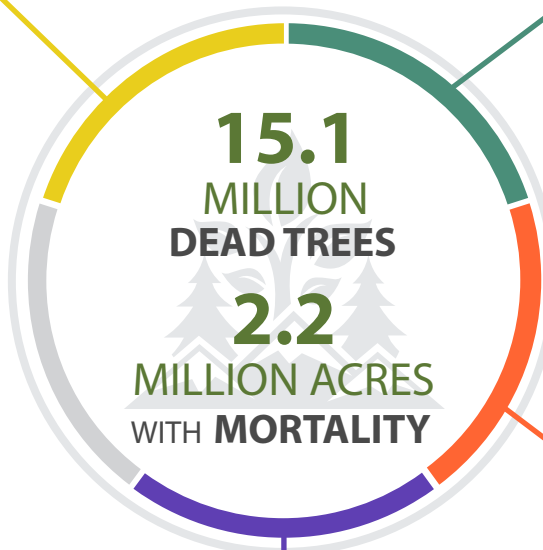 15.1
MILLION
DEAD TREES
2.2
MILLION ACRES
WITH MORTALITY